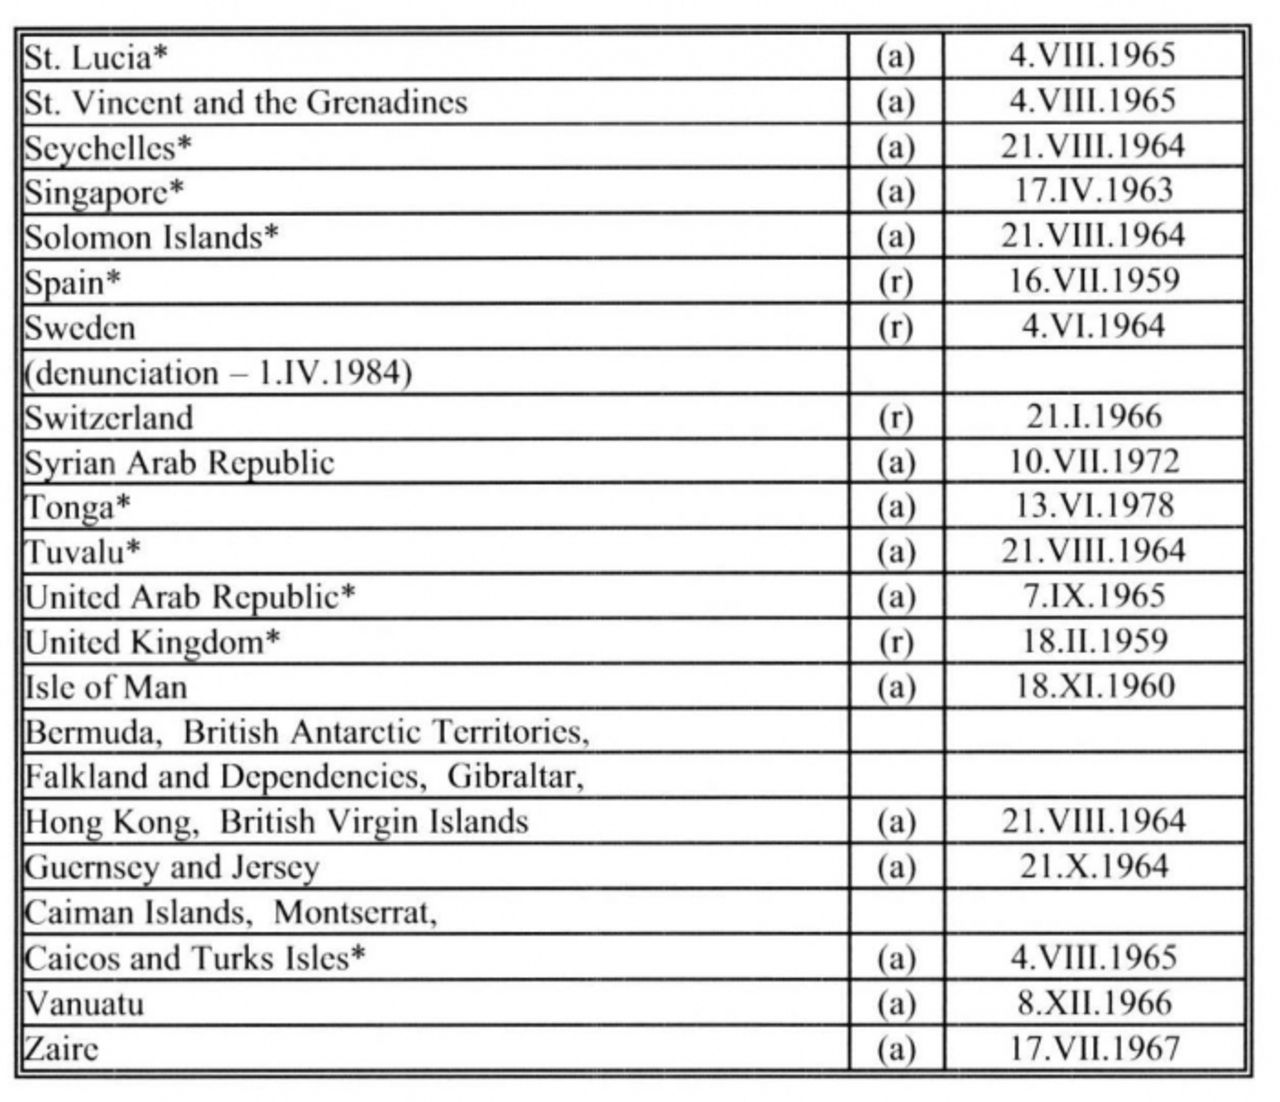 St. Lucia* (a) 4.VIII.1965
St. Vincent and the Grenadines (a) 4.VIII.1965
Seychelles* (a) 21.VIII.1964
Singapore* (a) 17.IV.1963
Solomon Islands* (a) 21.VIII.1964
Spain* (r) 16.VII.1959
Sweden (r) 4.VI.1964
(denunciation – 1.IV.1984)
Switzerland (r) 21.I.1966
Syrian Arab Republic (a) 10.VII.1972
Tonga* (a) 13.VI.1978
Tuvalu* (a) 21.VIII.1964
United Arab Republic* (a) 7.IX.1965
United Kingdom* (r) 18.II.1959
Isle of Man (a) 18.XI.1960
Bermuda, British Antarctic Territories,
Falkland and Dependencies, Gibraltar,
Hong Kong, British Virgin Islands (a) 21.VIII.1964
Guernsey and Jersey (a) 21.X.1964
Caiman Islands, Montserrat,
Caicos and Turks Isles* (a) 4.VIII.1965
Vanuatu (a) 8.XII.1966
Zaire (a) 17.VII.1967